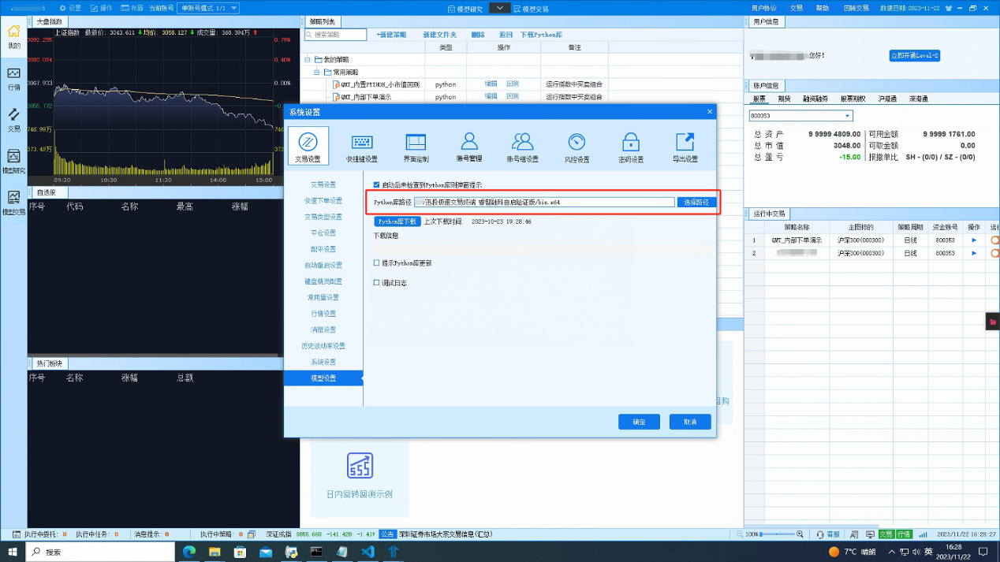 设置 操作 布局 当前账号 单账号模式 1/1 模型研究 模型交易 用户协议 交易 帮助 回转交易 数据日期:2023-11-22
大盘指数 策略列表 用户信息
上证指数 最新价: 3043.611 均价: 3058.127 成交量: 368.394万
3092.255 0.79%
3080.094 0.40%
3067.933 0.00%
3055.772
746.99万 746.99
373.49万 373
09:30 10:30 11:30 14:00 15:00
搜索策略 +新建策略 新建文件夹 删除 返回 下载Python库
类型 操作 备注
我的策略
常用策略
QMT_内置PYTHON_小市值回测 python 编辑 回测 运行指数中买卖组合
QMT_内部下单演示 python 编辑 回测 运行指数中买卖组合
您好！ 立即开通Level-2
账户信息
股票 期货 融资融券 股票期权 沪港通 深港通
800353
总资产 9 9999 4809.00 可用金额 9 9999 1761.00
总市值 3048.00 可取金额 0.00
总盈亏 -15.00 报撤单比 SH - (0/0) / SZ - (0/0)
我的
行情
交易
模型研究
模型交易
自选股
序号 代码 名称 最高 涨幅
热门板块
序号 名称 涨幅 总额
系统设置
交易设置 快捷键设置 界面定制 账号管理 账号组设置 风控设置 密码设置 导出设置
交易设置
快速下单设置
交易类型设置
平仓设置
配平设置
自动重启设置
键盘精灵配置
常用量设置
行情设置
消息设置
历史波动率设置
系统设置
模型设置
启动后未检查到Python库则弹窗提示
Python库路径 /迅投极速交易终端 睿智融科自启验证版/bin.x64 选择路径
Python库下载 上次下载时间: 2023-10-23 19:28:46
下载信息
提示Python库更新
调试日志
确定 取消
运行中交易
策略名称 主图标的 策略周期 资金账号 操作 运行
1 QMT_内部下单演示 沪深300(000300) 日线 800353
2 沪深300(000300) 日线 800353
回购
日内回转回测示例
执行中委托: 0 执行中任务: 0 消息提示: 0 执行中策略: 0 深证成指 9855.660 -141.428 -1.419 公告 深圳证券市场大宗交易信息(汇总) 100% 客服 交易 行情 2023/11/22 16:28:27
搜索 7°C 晴朗 英 16:28
2023/11/22